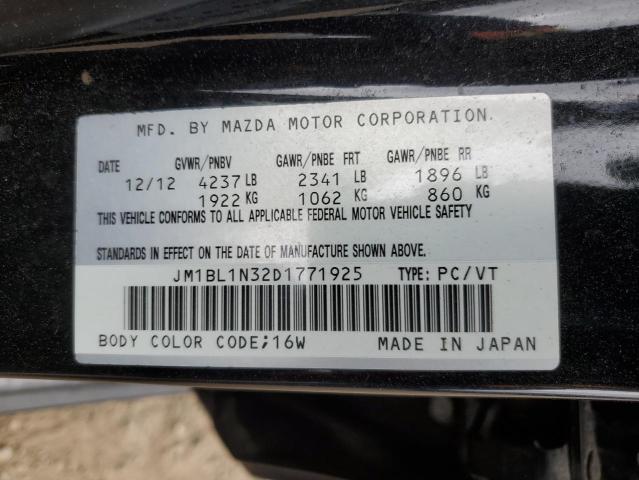 MFD. BY MAZDA MOTOR CORPORATION.
DATE GVWR/PNBV GAWR/PNBE FRT GAWR/PNBE RR
12/12 4237 LB 2341 LB 1896 LB
1922 KG 1062 KG 860 KG
THIS VEHICLE CONFORMS TO ALL APPLICABLE FEDERAL MOTOR VEHICLE SAFETY
STANDARDS IN EFFECT ON THE DATE OF MANUFACTURE SHOWN ABOVE.
JM1BL1N32D1771925 TYPE: PC/VT
BODY COLOR CODE;16W MADE IN JAPAN